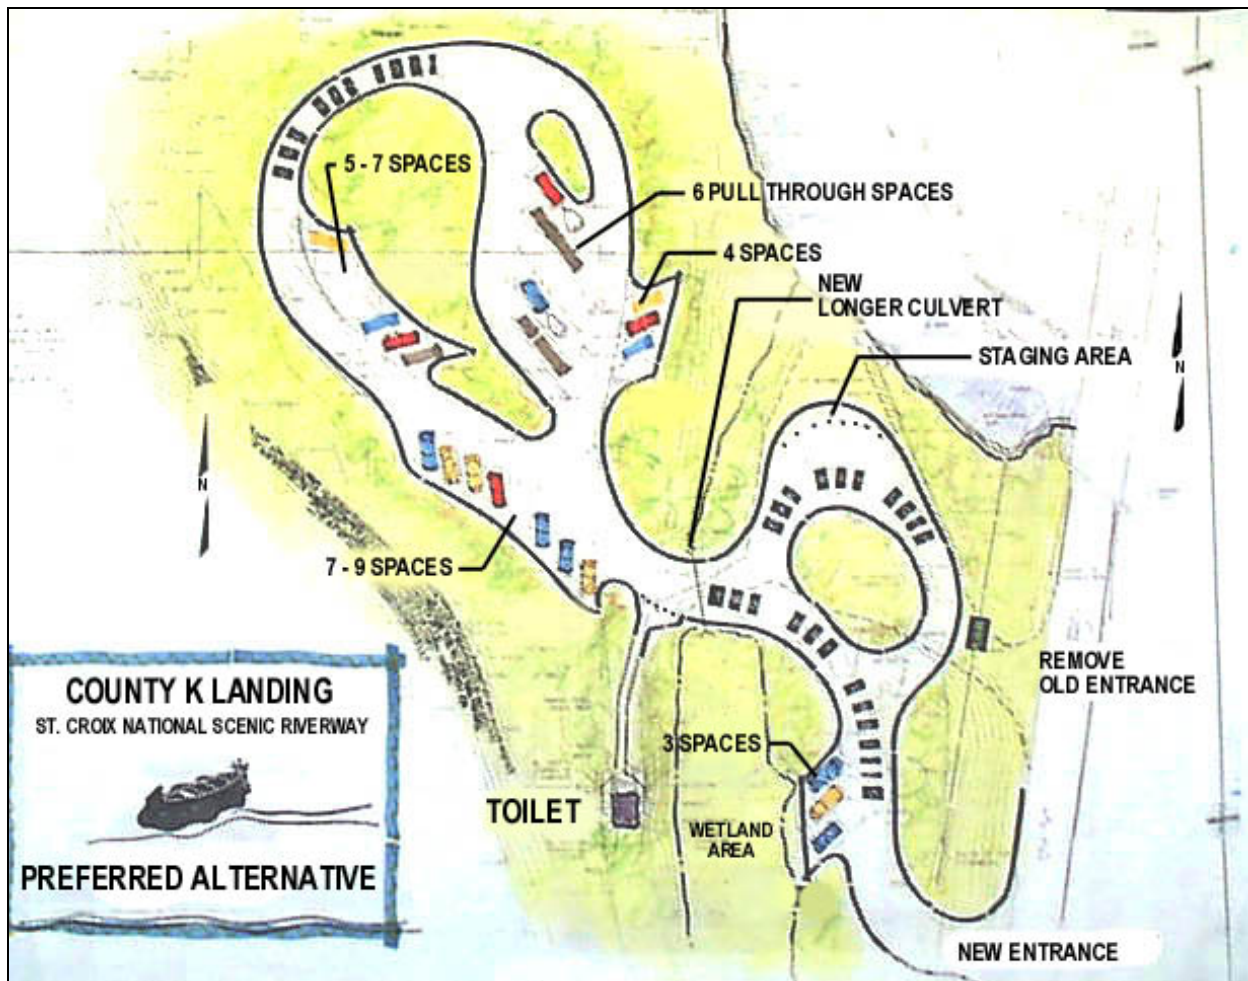 5 - 7 SPACES
6 PULL THROUGH SPACES
4 SPACES
NEW
LONGER CULVERT
STAGING AREA
N
N
7 - 9 SPACES
REMOVE
OLD ENTRANCE
COUNTY K LANDING
ST. CROIX NATIONAL SCENIC RIVERWAY
3 SPACES
TOILET
WETLAND
AREA
PREFERRED ALTERNATIVE
NEW ENTRANCE